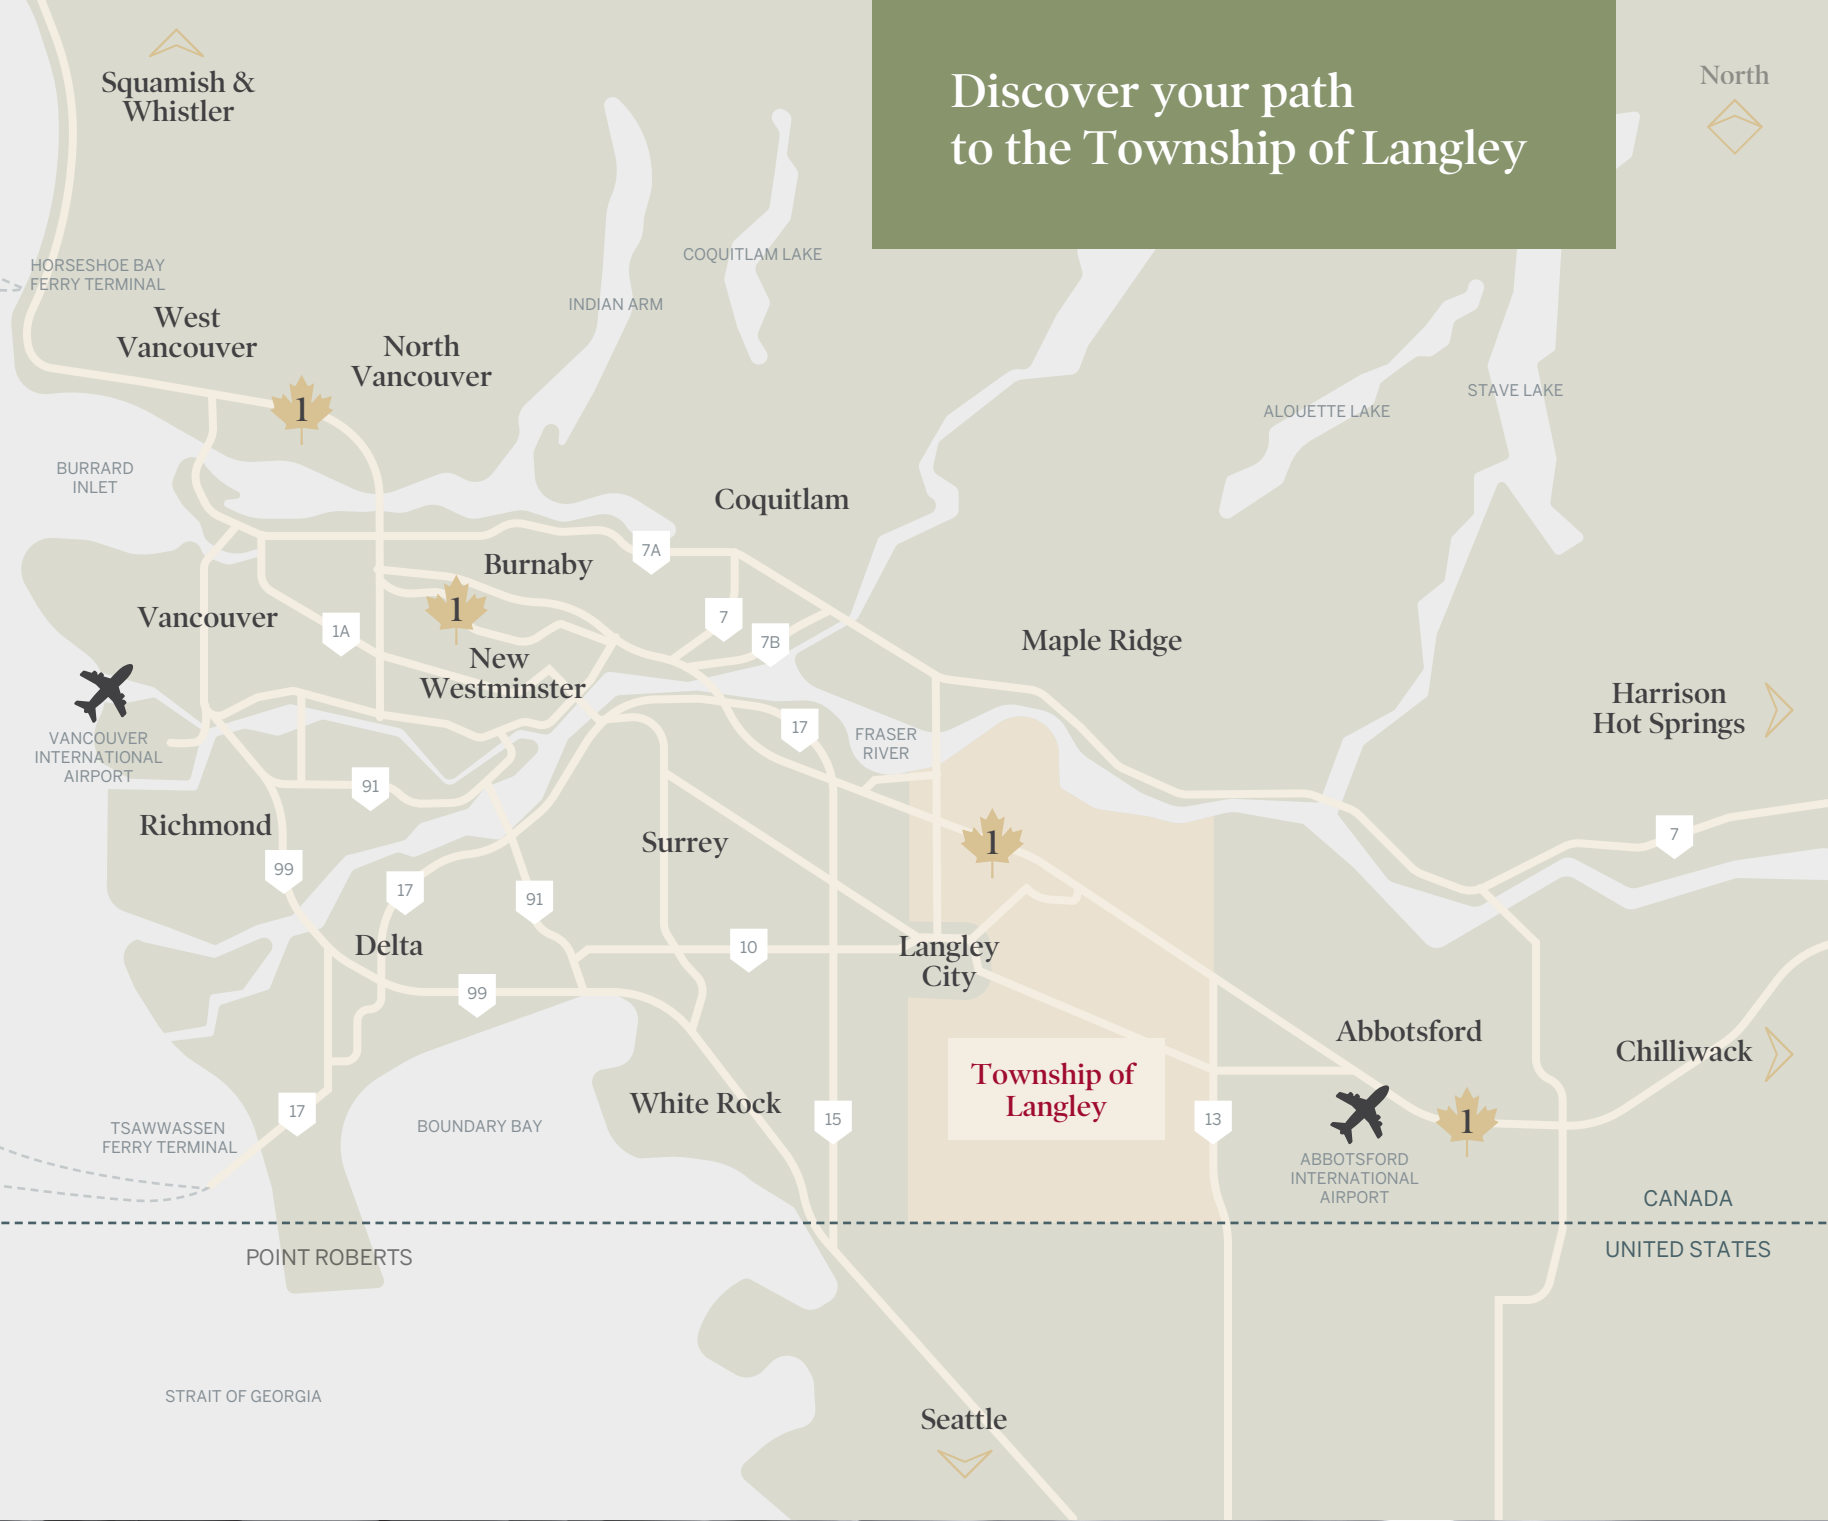 Discover your path
to the Township of Langley
North
Squamish &
Whistler
HORSESHOE BAY
FERRY TERMINAL
COQUITLAM LAKE
INDIAN ARM
West
Vancouver
North
Vancouver
1
STAVE LAKE
ALOUETTE LAKE
BURRARD
INLET
Coquitlam
7A
Burnaby
Vancouver
1A
1
7
7B
Maple Ridge
New
Westminster
Harrison
Hot Springs
VANCOUVER
INTERNATIONAL
AIRPORT
17
FRASER
RIVER
91
Richmond
Surrey
1
7
99
17
91
Delta
10
Langley
City
99
Abbotsford
Chilliwack
Township of
Langley
White Rock
17
15
13
1
TSAWWASSEN
FERRY TERMINAL
BOUNDARY BAY
ABBOTSFORD
INTERNATIONAL
AIRPORT
CANADA
UNITED STATES
POINT ROBERTS
STRAIT OF GEORGIA
Seattle